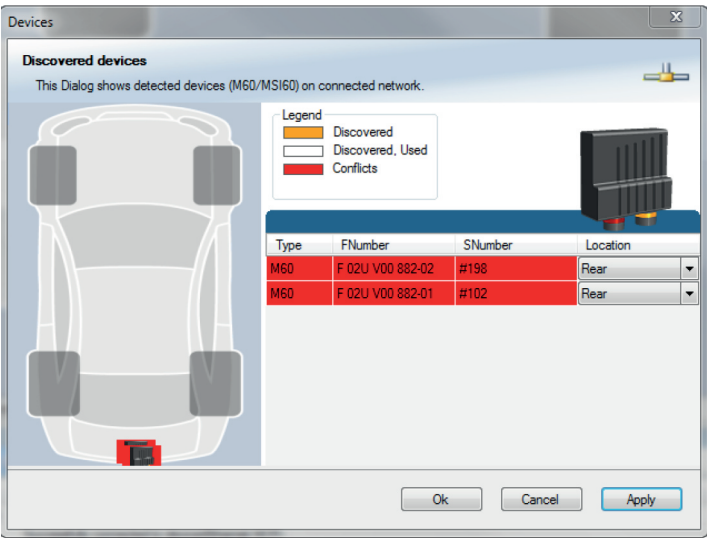 Devices
Discovered devices
This Dialog shows detected devices (M60/MSI60) on connected network.
Legend
Discovered
Discovered, Used
Conflicts
Type FNumber SNumber Location
M60 F 02U V00 882-02 #198 Rear
M60 F 02U V00 882-01 #102 Rear
Ok Cancel Apply